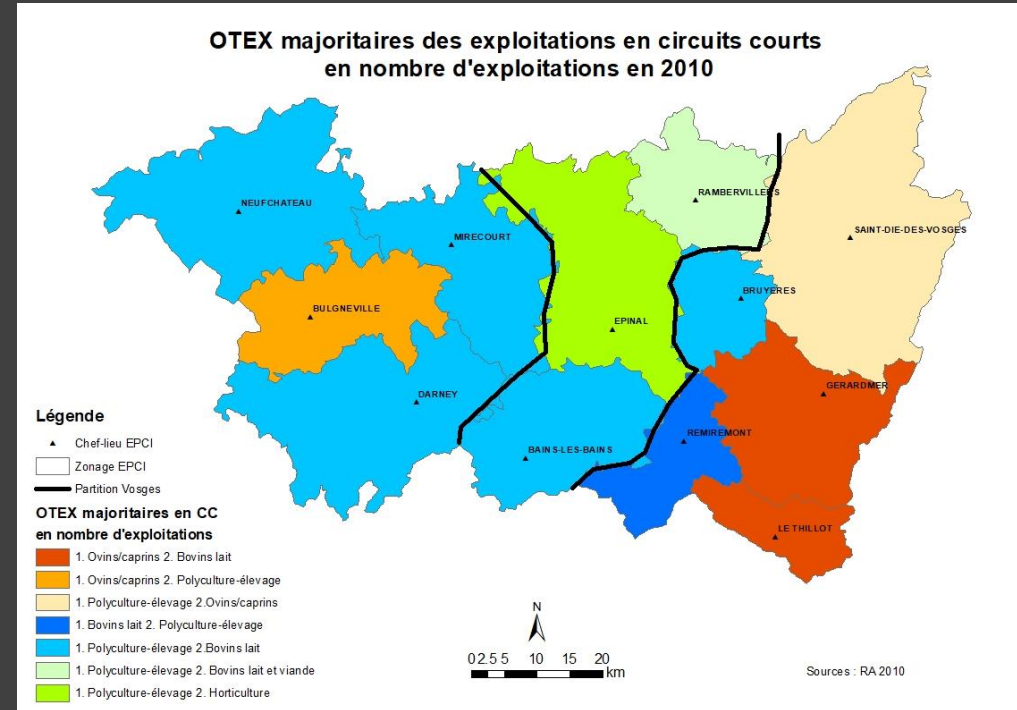 OTEX majoritaires des exploitations en circuits courts
en nombre d'exploitations en 2010
NEUFCHATEAU
MIRECOURT
BULGNEVILLE
DARNEY
BAINS-LES-BAINS
EPINAL
RAMBERVILLERS
SAINT-DIE-DES-VOSGES
BRUYERES
GERARDMER
REMIREMONT
LE THILLOT
Légende
Chef-lieu EPCI
Zonage EPCI
Partition Vosges
OTEX majoritaires en CC
en nombre d'exploitations
1. Ovins/caprins 2. Bovins lait
1. Ovins/caprins 2. Polyculture-élevage
1. Polyculture-élevage 2.Ovins/caprins
1. Bovins lait 2. Polyculture-élevage
1. Polyculture-élevage 2.Bovins lait
1. Polyculture-élevage 2. Bovins lait et viande
1. Polyculture-élevage 2. Horticulture
N
0 2.5 5 10 15 20
km
Sources : RA 2010